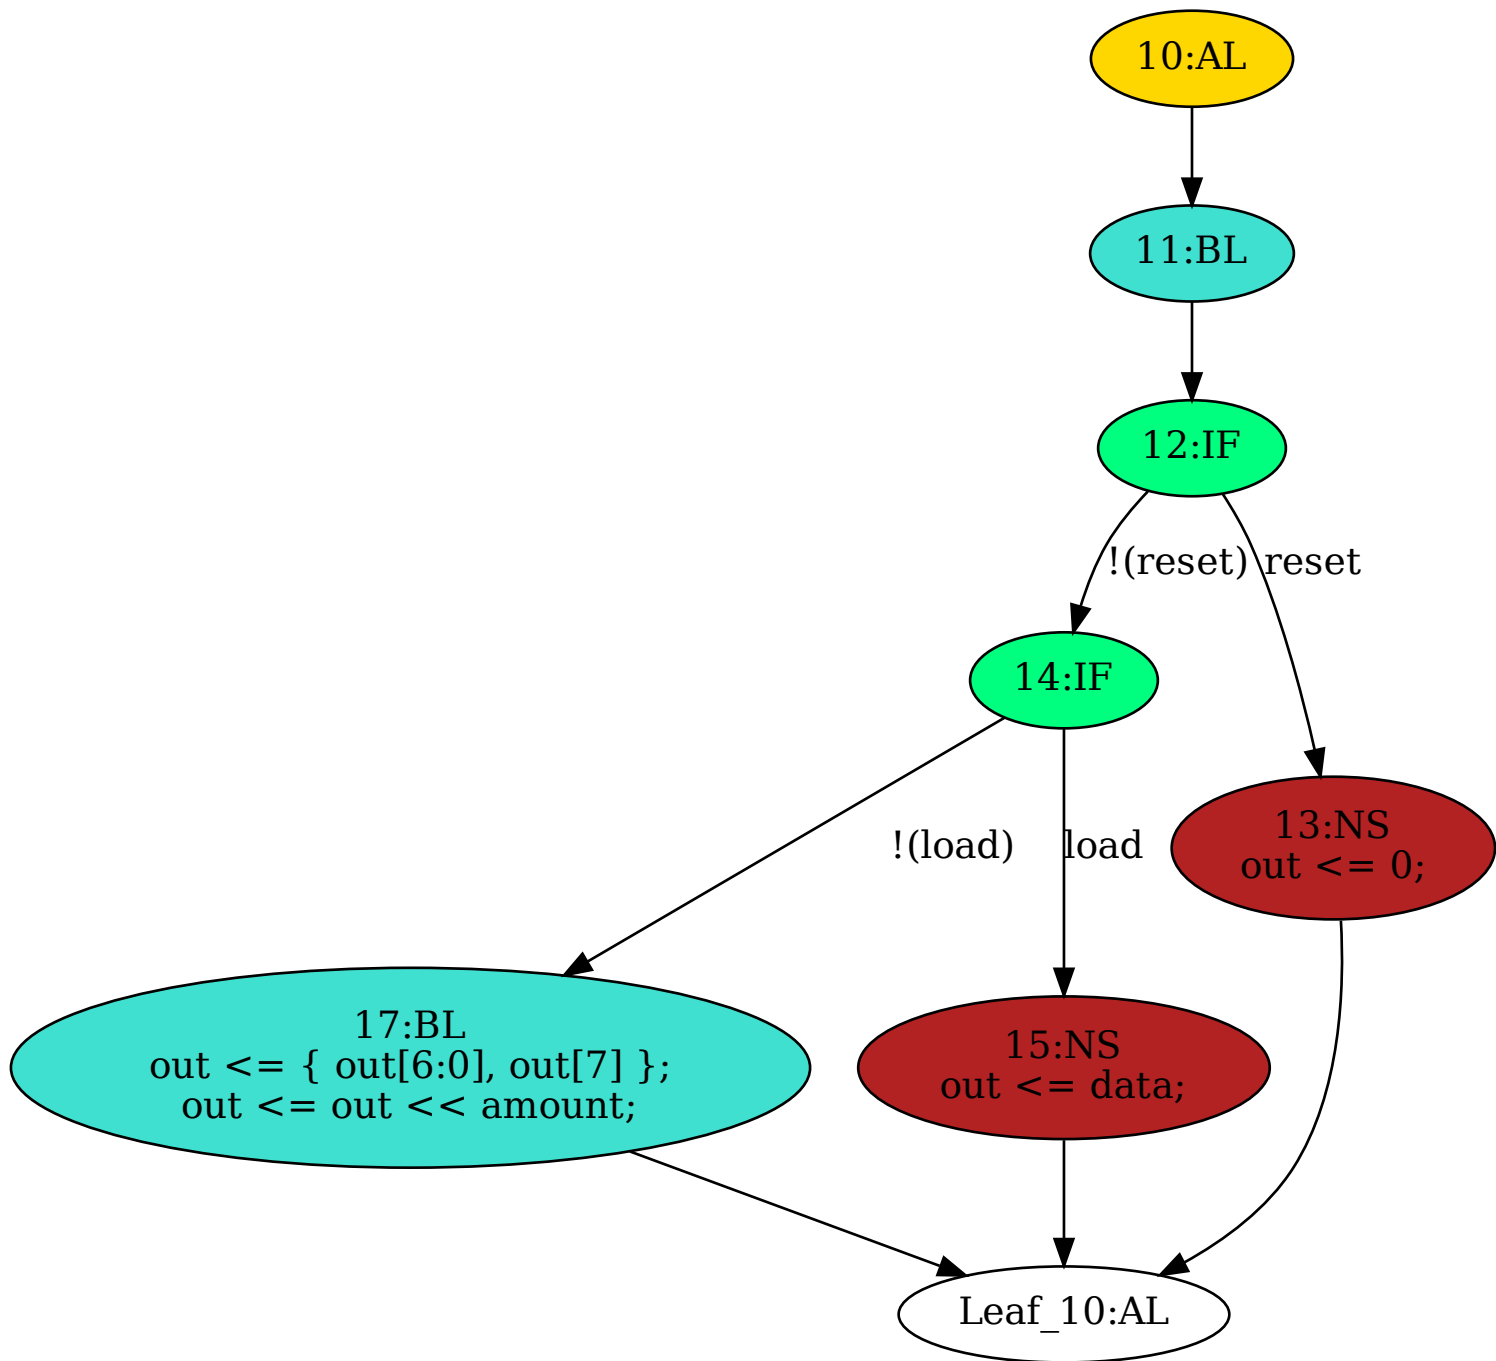 10:AL
11:BL
12:IF
!(reset)
reset
14:IF
!(load)
load
13:NS
out <= 0;
17:BL
out <= { out[6:0], out[7] };
out <= out << amount;
15:NS
out <= data;
Leaf_10:AL